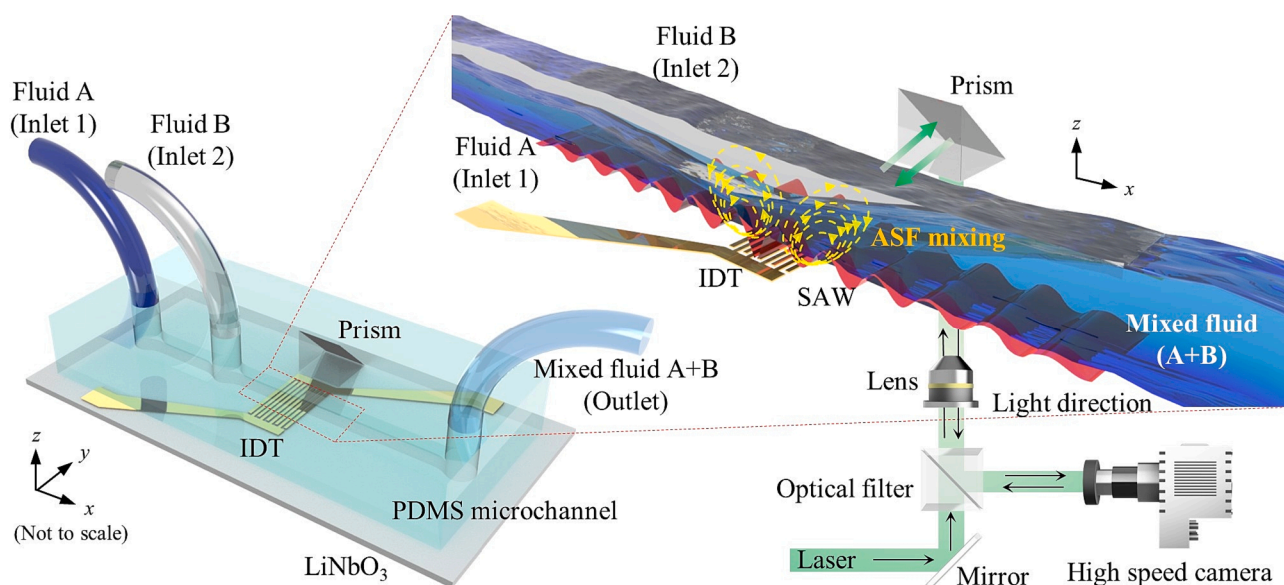 Fluid A
(Inlet 1)
Fluid B
(Inlet 2)
Prism
Mixed fluid A+B
(Outlet)
IDT
PDMS microchannel
LiNbO₃
z
y
x
(Not to scale)
Fluid B
(Inlet 2)
Prism
z
x
Fluid A
(Inlet 1)
ASF mixing
IDT
SAW
Mixed fluid
(A+B)
Lens
Light direction
Optical filter
Laser
Mirror
High speed camera